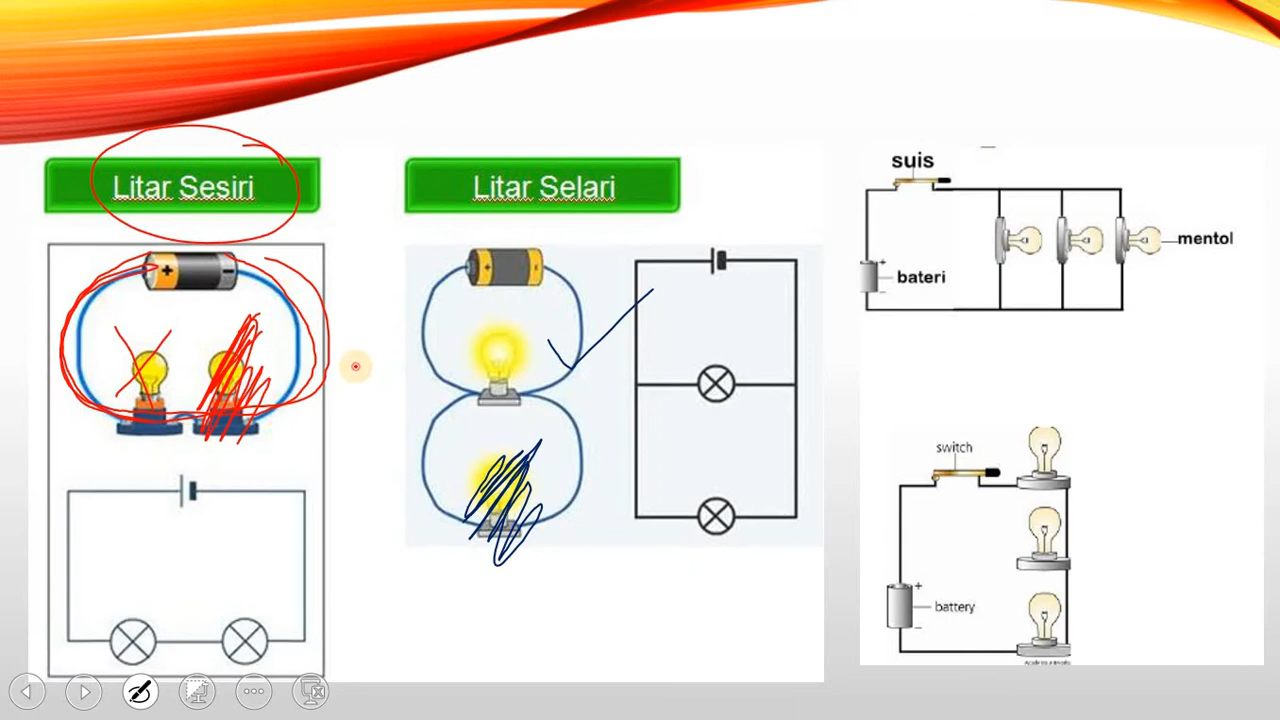 Litar Sesiri
Litar Selari
suis
mentol
bateri
switch
battery